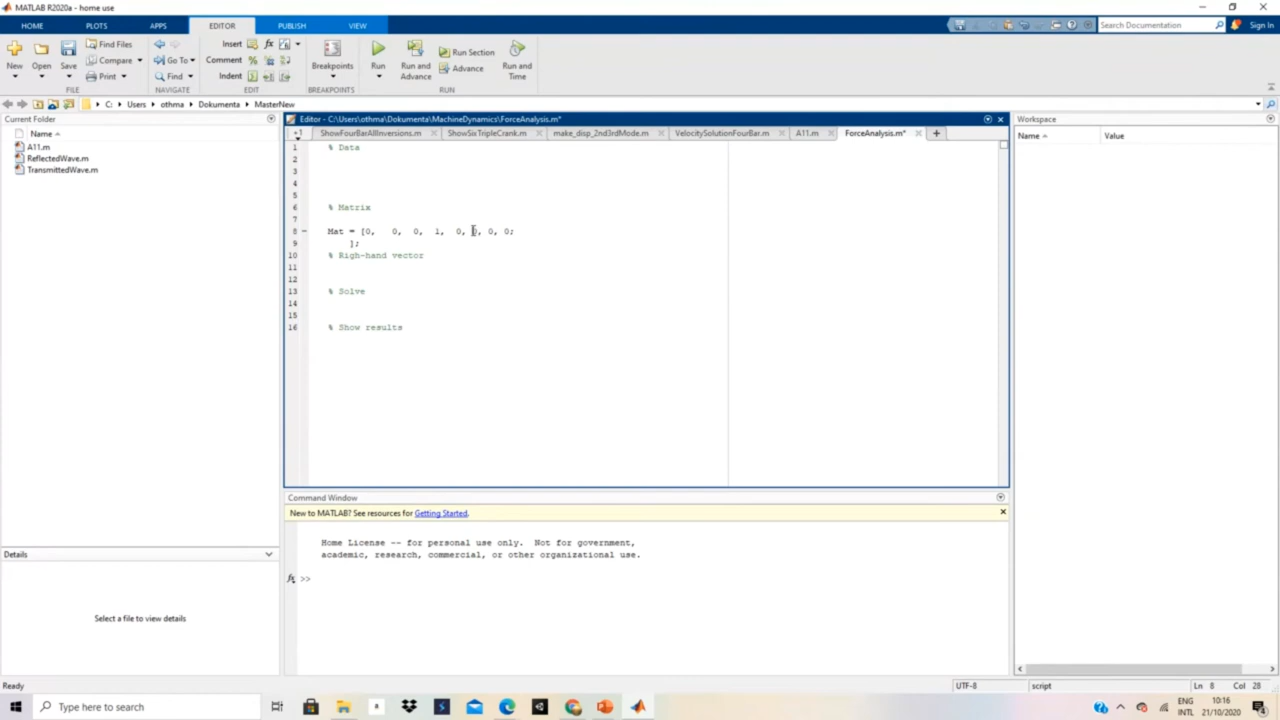 MATLAB R2020a - home use
HOME PLOTS APPS EDITOR PUBLISH VIEW
Search Documentation
Sign In
New Open Save
Find Files
Compare
Print
Go To
Find
Insert
Comment
Indent
Breakpoints
Run
Run and Advance
Run Section
Advance
Run and Time
FILE NAVIGATE EDIT BREAKPOINTS RUN
C: Users othma Dokumenta MasterNew
Current Folder
Name
A11.m
ReflectedWave.m
TransmittedWave.m
Details
Select a file to view details
Editor - C:\Users\othma\Dokumenta\MachineDynamics\ForceAnalysis.m*
+1 ShowFourBarAllInversions.m ShowSixTripleCrank.m make_disp_2nd3rdMode.m VelocitySolutionFourBar.m A11.m ForceAnalysis.m*
1 % Data
2
3
4
5
6 % Matrix
7
8 Mat = [0, 0, 0, 1, 0, 0, 0, 0;
9 ];
10 % Righ-hand vector
11
12
13 % Solve
14
15
16 % Show results
Command Window
New to MATLAB? See resources for Getting Started.
Home License -- for personal use only. Not for government,
academic, research, commercial, or other organizational use.
fx >>
Workspace
Name Value
Ready
UTF-8 script Ln 8 Col 28
Type here to search
ENG
INTL
10:16
21/10/2020